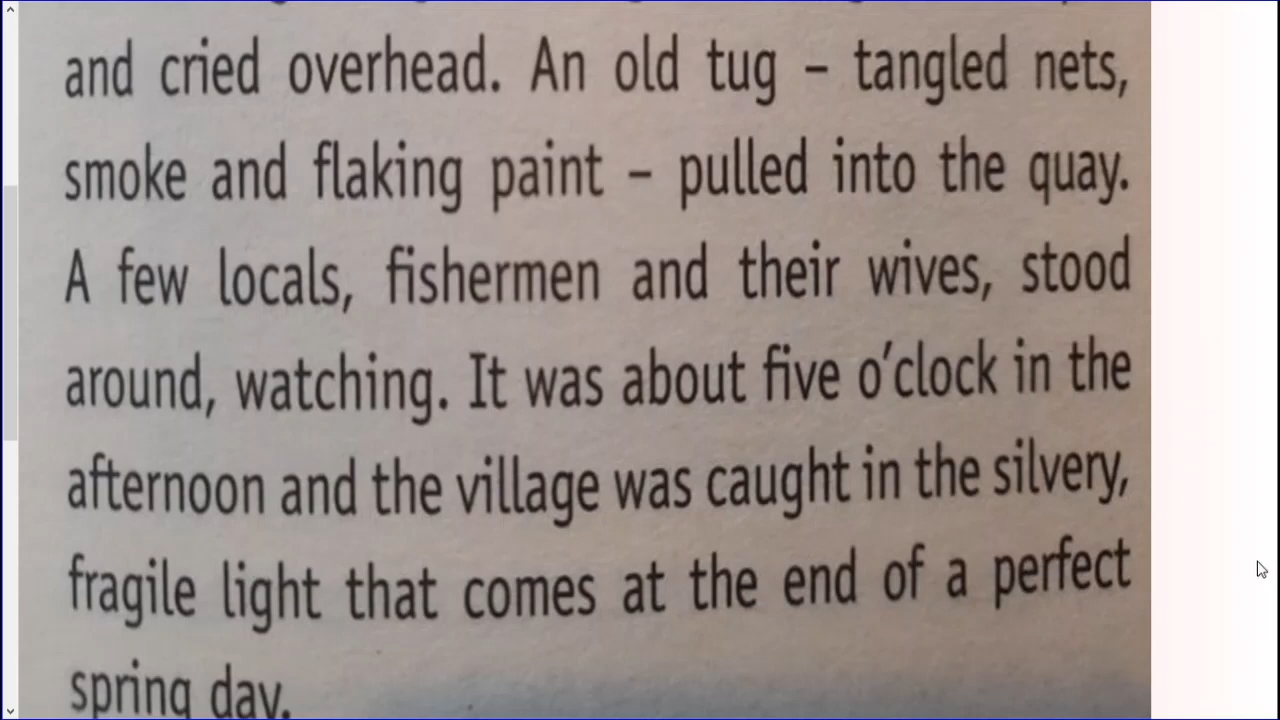 and cried overhead. An old tug – tangled nets,
smoke and flaking paint – pulled into the quay.
A few locals, fishermen and their wives, stood
around, watching. It was about five o’clock in the
afternoon and the village was caught in the silvery,
fragile light that comes at the end of a perfect
spring day.